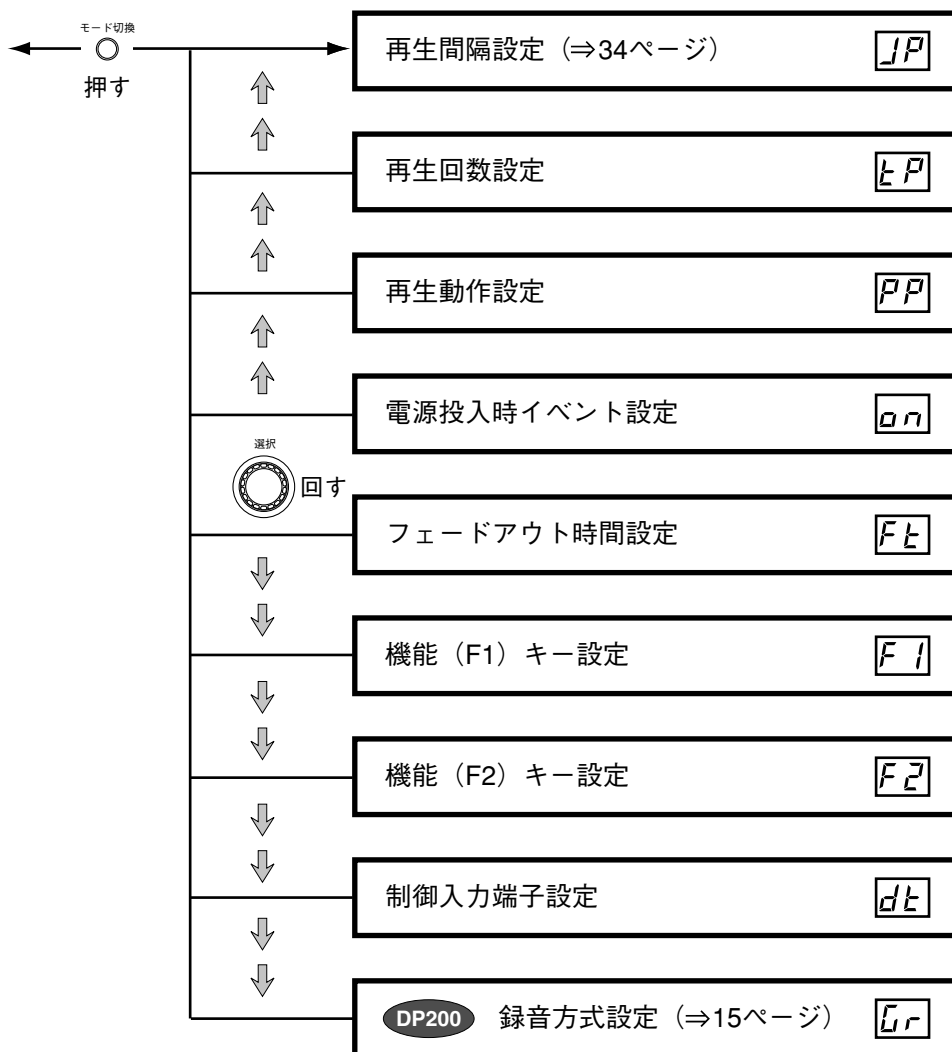 モード切換
押す
再生間隔設定（⇒34ページ） JP
再生回数設定 tP
再生動作設定 PP
電源投入時イベント設定 on
選択
回す
フェードアウト時間設定 Ft
機能（F1）キー設定 F1
機能（F2）キー設定 F2
制御入力端子設定 dt
DP200 録音方式設定（⇒15ページ） Gr